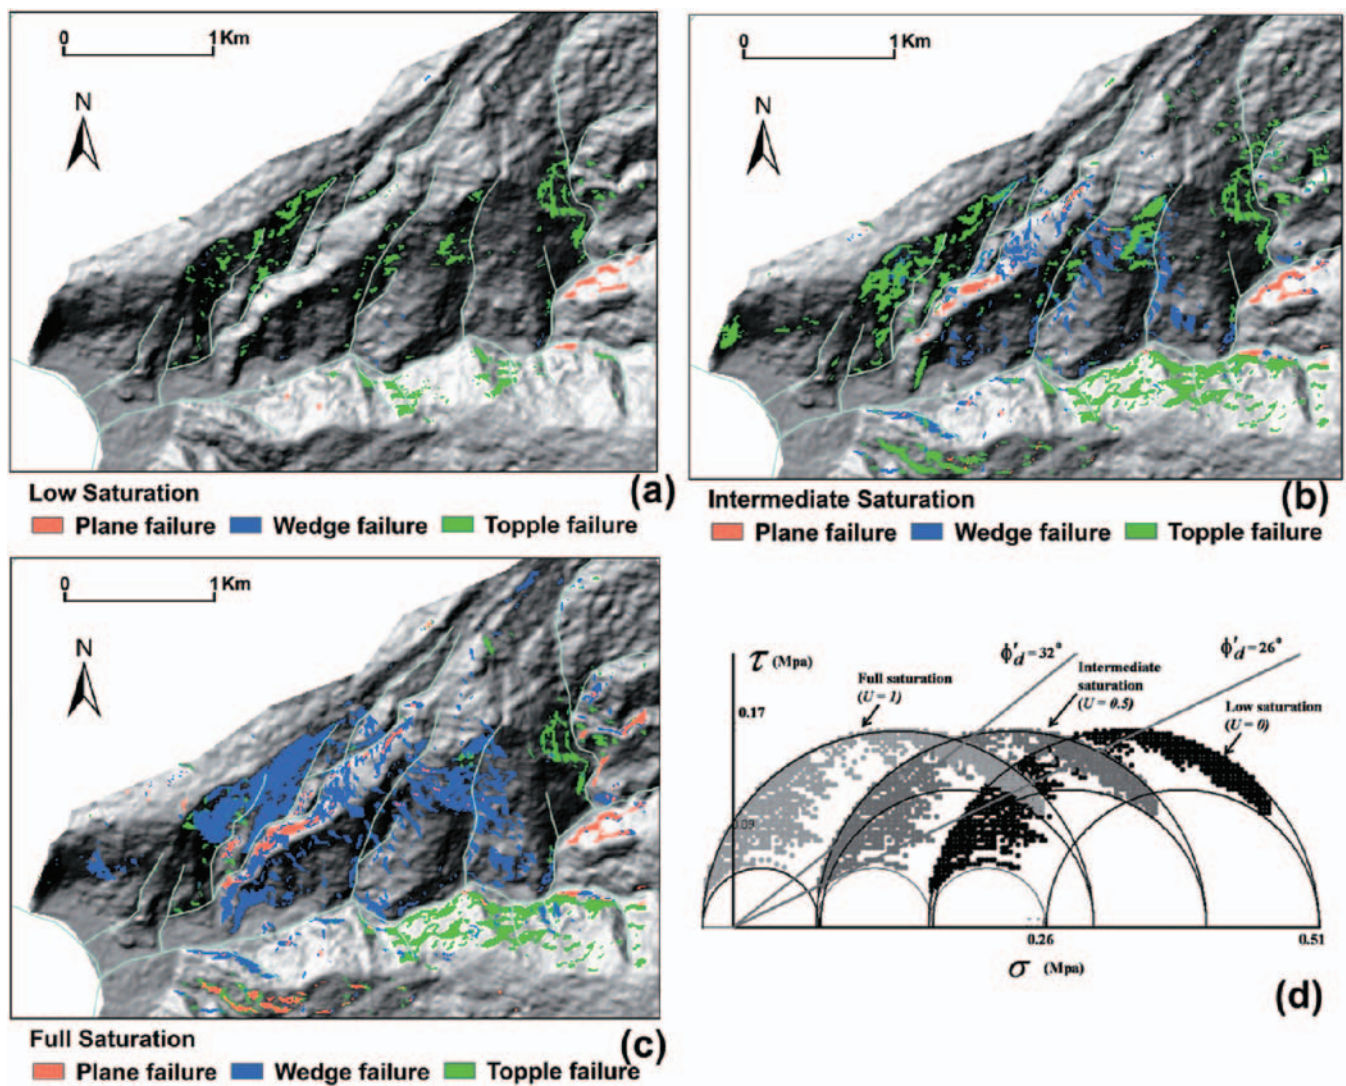 0 1Km
N
Low Saturation
(a)
Plane failure Wedge failure Topple failure
0 1Km
N
Intermediate Saturation
(b)
Plane failure Wedge failure Topple failure
0 1Km
N
Full Saturation
(c)
Plane failure Wedge failure Topple failure
τ (Mpa)
ϕ'd = 32°
ϕ'd = 26°
Full saturation
(U = 1)
Intermediate
saturation
(U = 0.5)
Low saturation
(U = 0)
0.17
0.09
0.26
0.51
σ (Mpa)
(d)